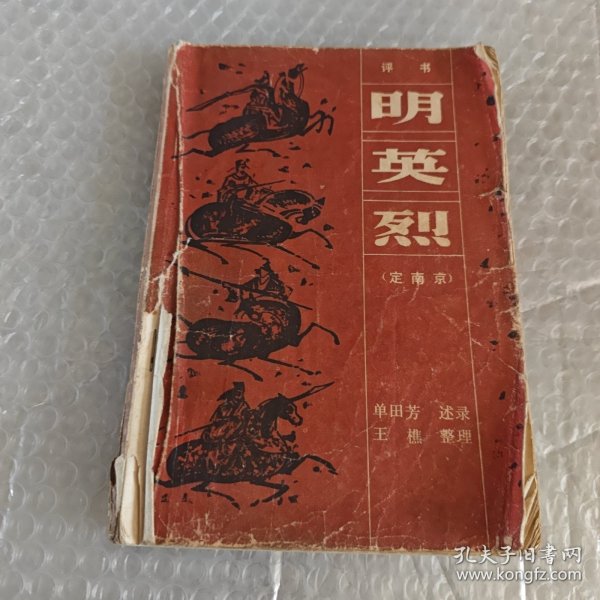 评书
明
英
烈
（定南京）
单田芳 述录
王樵 整理
孔夫子旧书网
www.kongfz.com